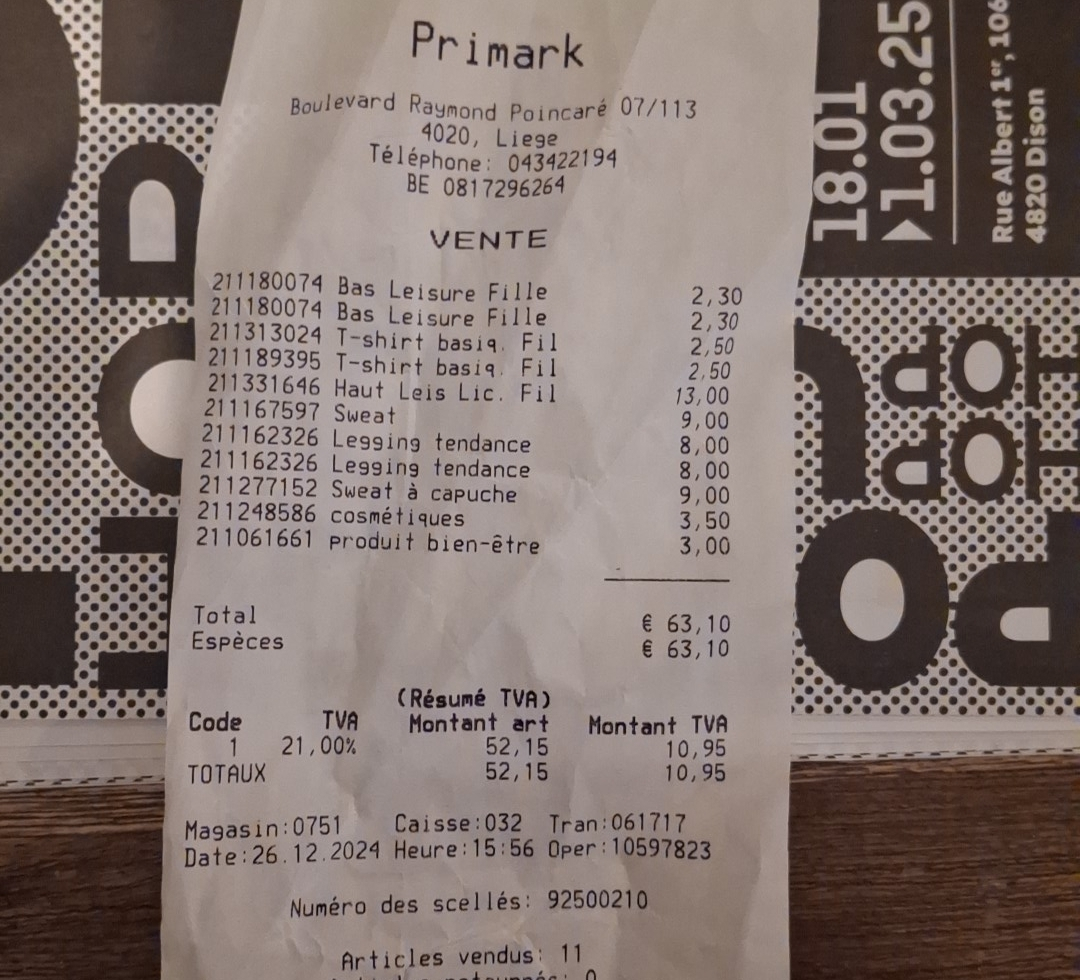 Primark
Boulevard Raymond Poincaré 07/113
4020, Liege
Téléphone: 043422194
BE 0817296264
VENTE
211180074 Bas Leisure Fille 2,30
211180074 Bas Leisure Fille 2,30
211313024 T-shirt basiq. Fil 2,50
211189395 T-shirt basiq. Fil 2,50
211331646 Haut Leis Lic. Fil 13,00
211167597 Sweat 9,00
211162326 Legging tendance 8,00
211162326 Legging tendance 8,00
211277152 Sweat à capuche 9,00
211248586 cosmétiques 3,50
211061661 produit bien-être 3,00
Total € 63,10
Espèces € 63,10
(Résumé TVA)
Code TVA Montant art Montant TVA
1 21,00% 52,15 10,95
TOTAUX 52,15 10,95
Magasin:0751 Caisse:032 Tran:061717
Date:26.12.2024 Heure:15:56 Oper:10597823
Numéro des scellés: 92500210
Articles vendus: 11
18.01
1.03.25
Rue Albert 1er, 106
4820 Dison